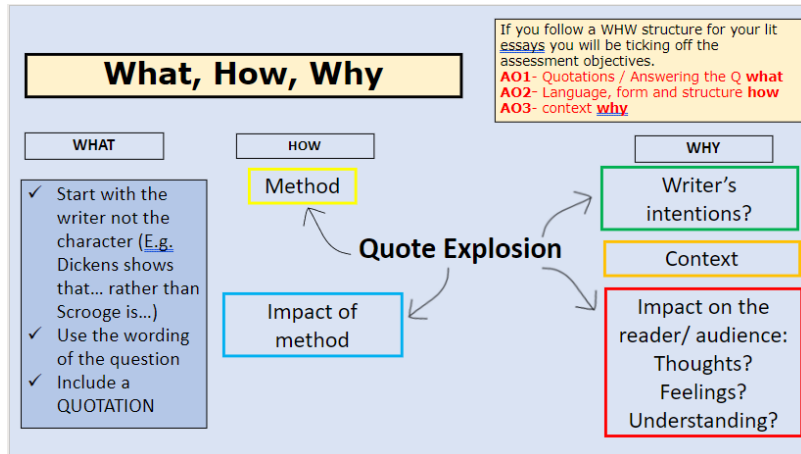 What, How, Why
If you follow a WHW structure for your lit
essays you will be ticking off the
assessment objectives.
AO1- Quotations / Answering the Q what
AO2- Language, form and structure how
AO3- context why
WHAT
✓ Start with the
writer not the
character (E.g.
Dickens shows
that... rather than
Scrooge is...)
✓ Use the wording
of the question
✓ Include a
QUOTATION
HOW
Method
Quote Explosion
Impact of
method
WHY
Writer's
intentions?
Context
Impact on the
reader/ audience:
Thoughts?
Feelings?
Understanding?